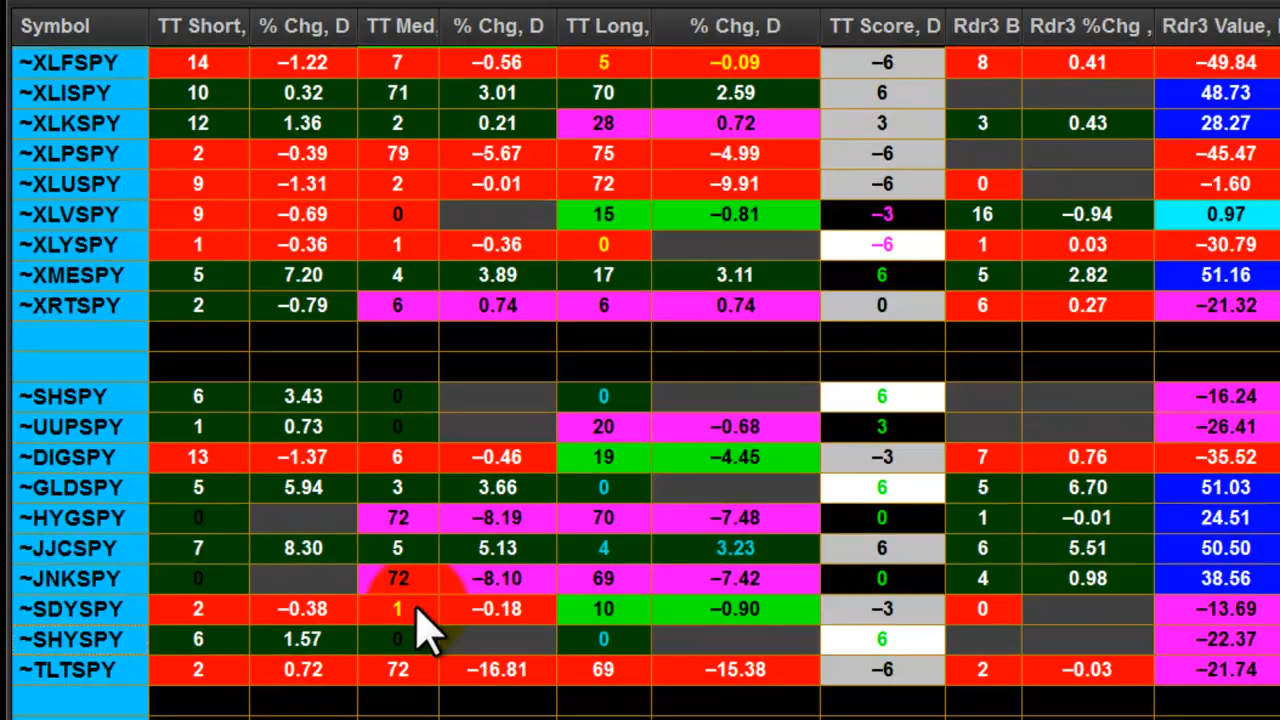 Symbol TT Short, % Chg, D TT Med, % Chg, D TT Long, % Chg, D TT Score, D Rdr3 B Rdr3 %Chg , Rdr3 Value,
~XLFSPY 14 –1.22 7 –0.56 5 –0.09 –6 8 0.41 –49.84
~XLISPY 10 0.32 71 3.01 70 2.59 6 48.73
~XLKSPY 12 1.36 2 0.21 28 0.72 3 3 0.43 28.27
~XLPSPY 2 –0.39 79 –5.67 75 –4.99 –6 –45.47
~XLUSPY 9 –1.31 2 –0.01 72 –9.91 –6 0 –1.60
~XLVSPY 9 –0.69 0 15 –0.81 –3 16 –0.94 0.97
~XLYSPY 1 –0.36 1 –0.36 0 –6 1 0.03 –30.79
~XMESPY 5 7.20 4 3.89 17 3.11 6 5 2.82 51.16
~XRTSPY 2 –0.79 6 0.74 6 0.74 0 6 0.27 –21.32
~SHSPY 6 3.43 0 0 6 –16.24
~UUPSPY 1 0.73 0 20 –0.68 3 –26.41
~DIGSPY 13 –1.37 6 –0.46 19 –4.45 –3 7 0.76 –35.52
~GLDSPY 5 5.94 3 3.66 0 6 5 6.70 51.03
~HYGSPY 0 72 –8.19 70 –7.48 0 1 –0.01 24.51
~JJCSPY 7 8.30 5 5.13 4 3.23 6 6 5.51 50.50
~JNKSPY 0 72 –8.10 69 –7.42 0 4 0.98 38.56
~SDYSPY 2 –0.38 1 –0.18 10 –0.90 –3 0 –13.69
~SHYSPY 6 1.57 0 0 6 –22.37
~TLTSPY 2 0.72 72 –16.81 69 –15.38 –6 2 –0.03 –21.74